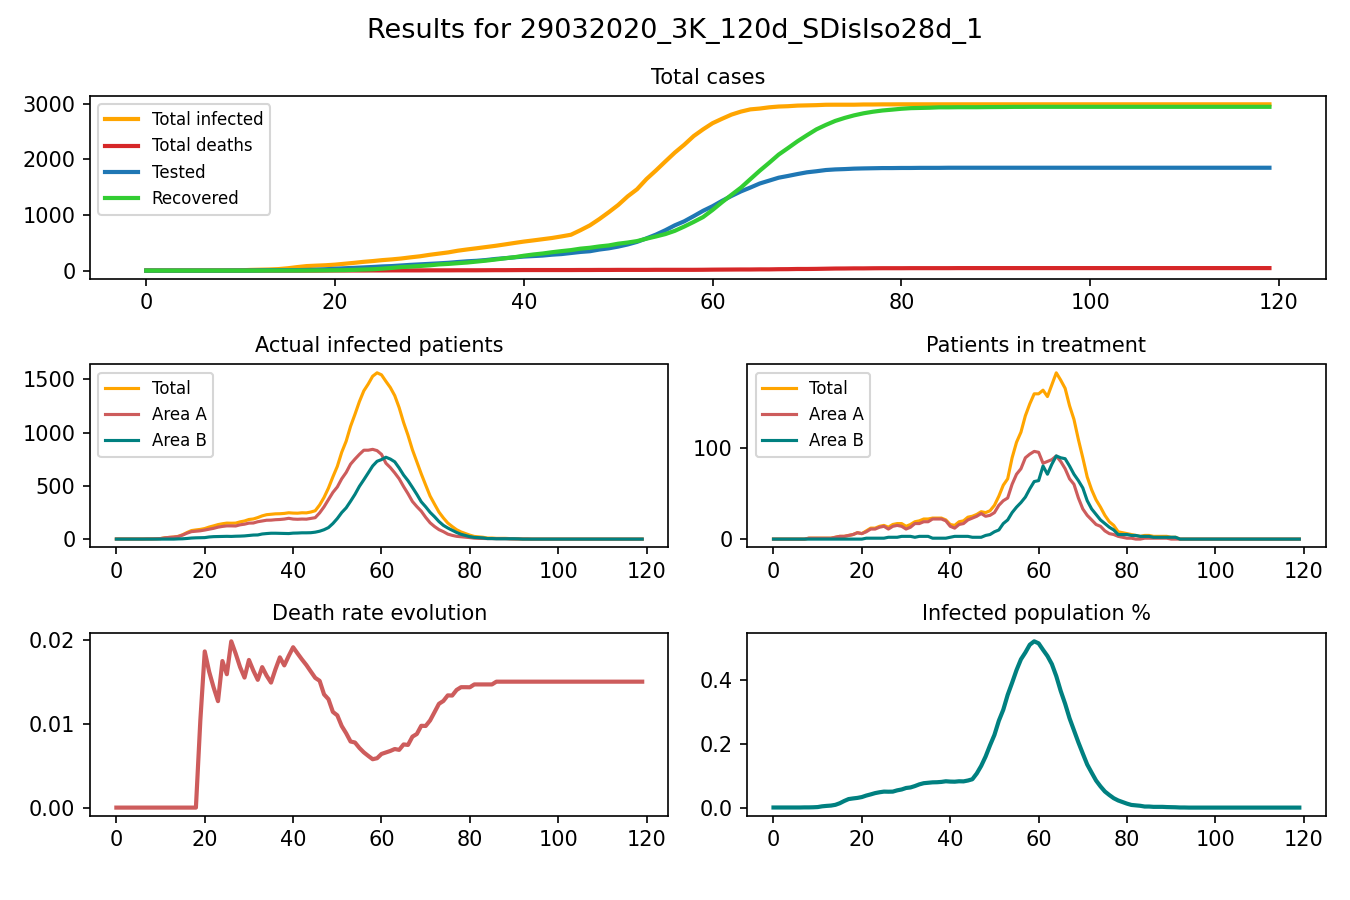 Results for 29032020_3K_120d_SDisIso28d_1
Total cases
3000
2000
1000
0
Total infected
Total deaths
Tested
Recovered
0 20 40 60 80 100 120
Actual infected patients
1500
1000
500
0
Total
Area A
Area B
0 20 40 60 80 100 120
Patients in treatment
100
0
Total
Area A
Area B
0 20 40 60 80 100 120
Death rate evolution
0.02
0.01
0.00
0 20 40 60 80 100 120
Infected population %
0.4
0.2
0.0
0 20 40 60 80 100 120